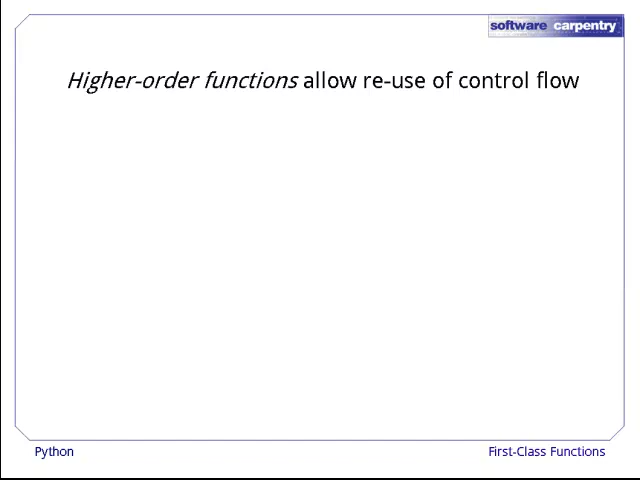 software carpentry
Higher-order functions allow re-use of control flow
Python
First-Class Functions